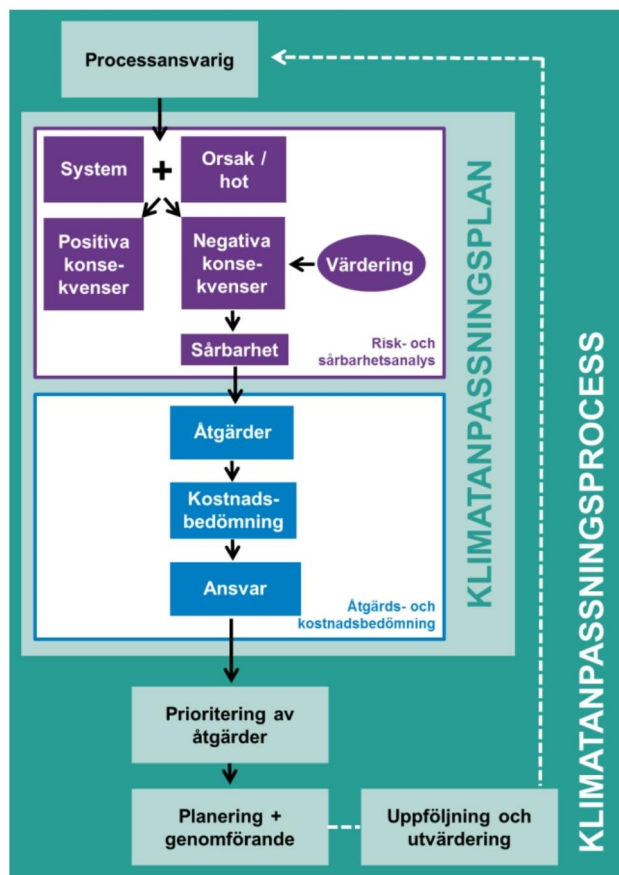 Processansvarig
System
+
Orsak /
hot
Positiva
konse-
kvenser
Negativa
konse-
kvenser
Värdering
Sårbarhet
Risk- och
sårbarhetsanalys
Åtgärder
Kostnads-
bedömning
Ansvar
Åtgärds- och
kostnadsbedömning
KLIMATANPASSNINGSPLAN
Prioritering av
åtgärder
Planering +
genomförande
Uppföljning och
utvärdering
KLIMATANPASSNINGSPROCESS